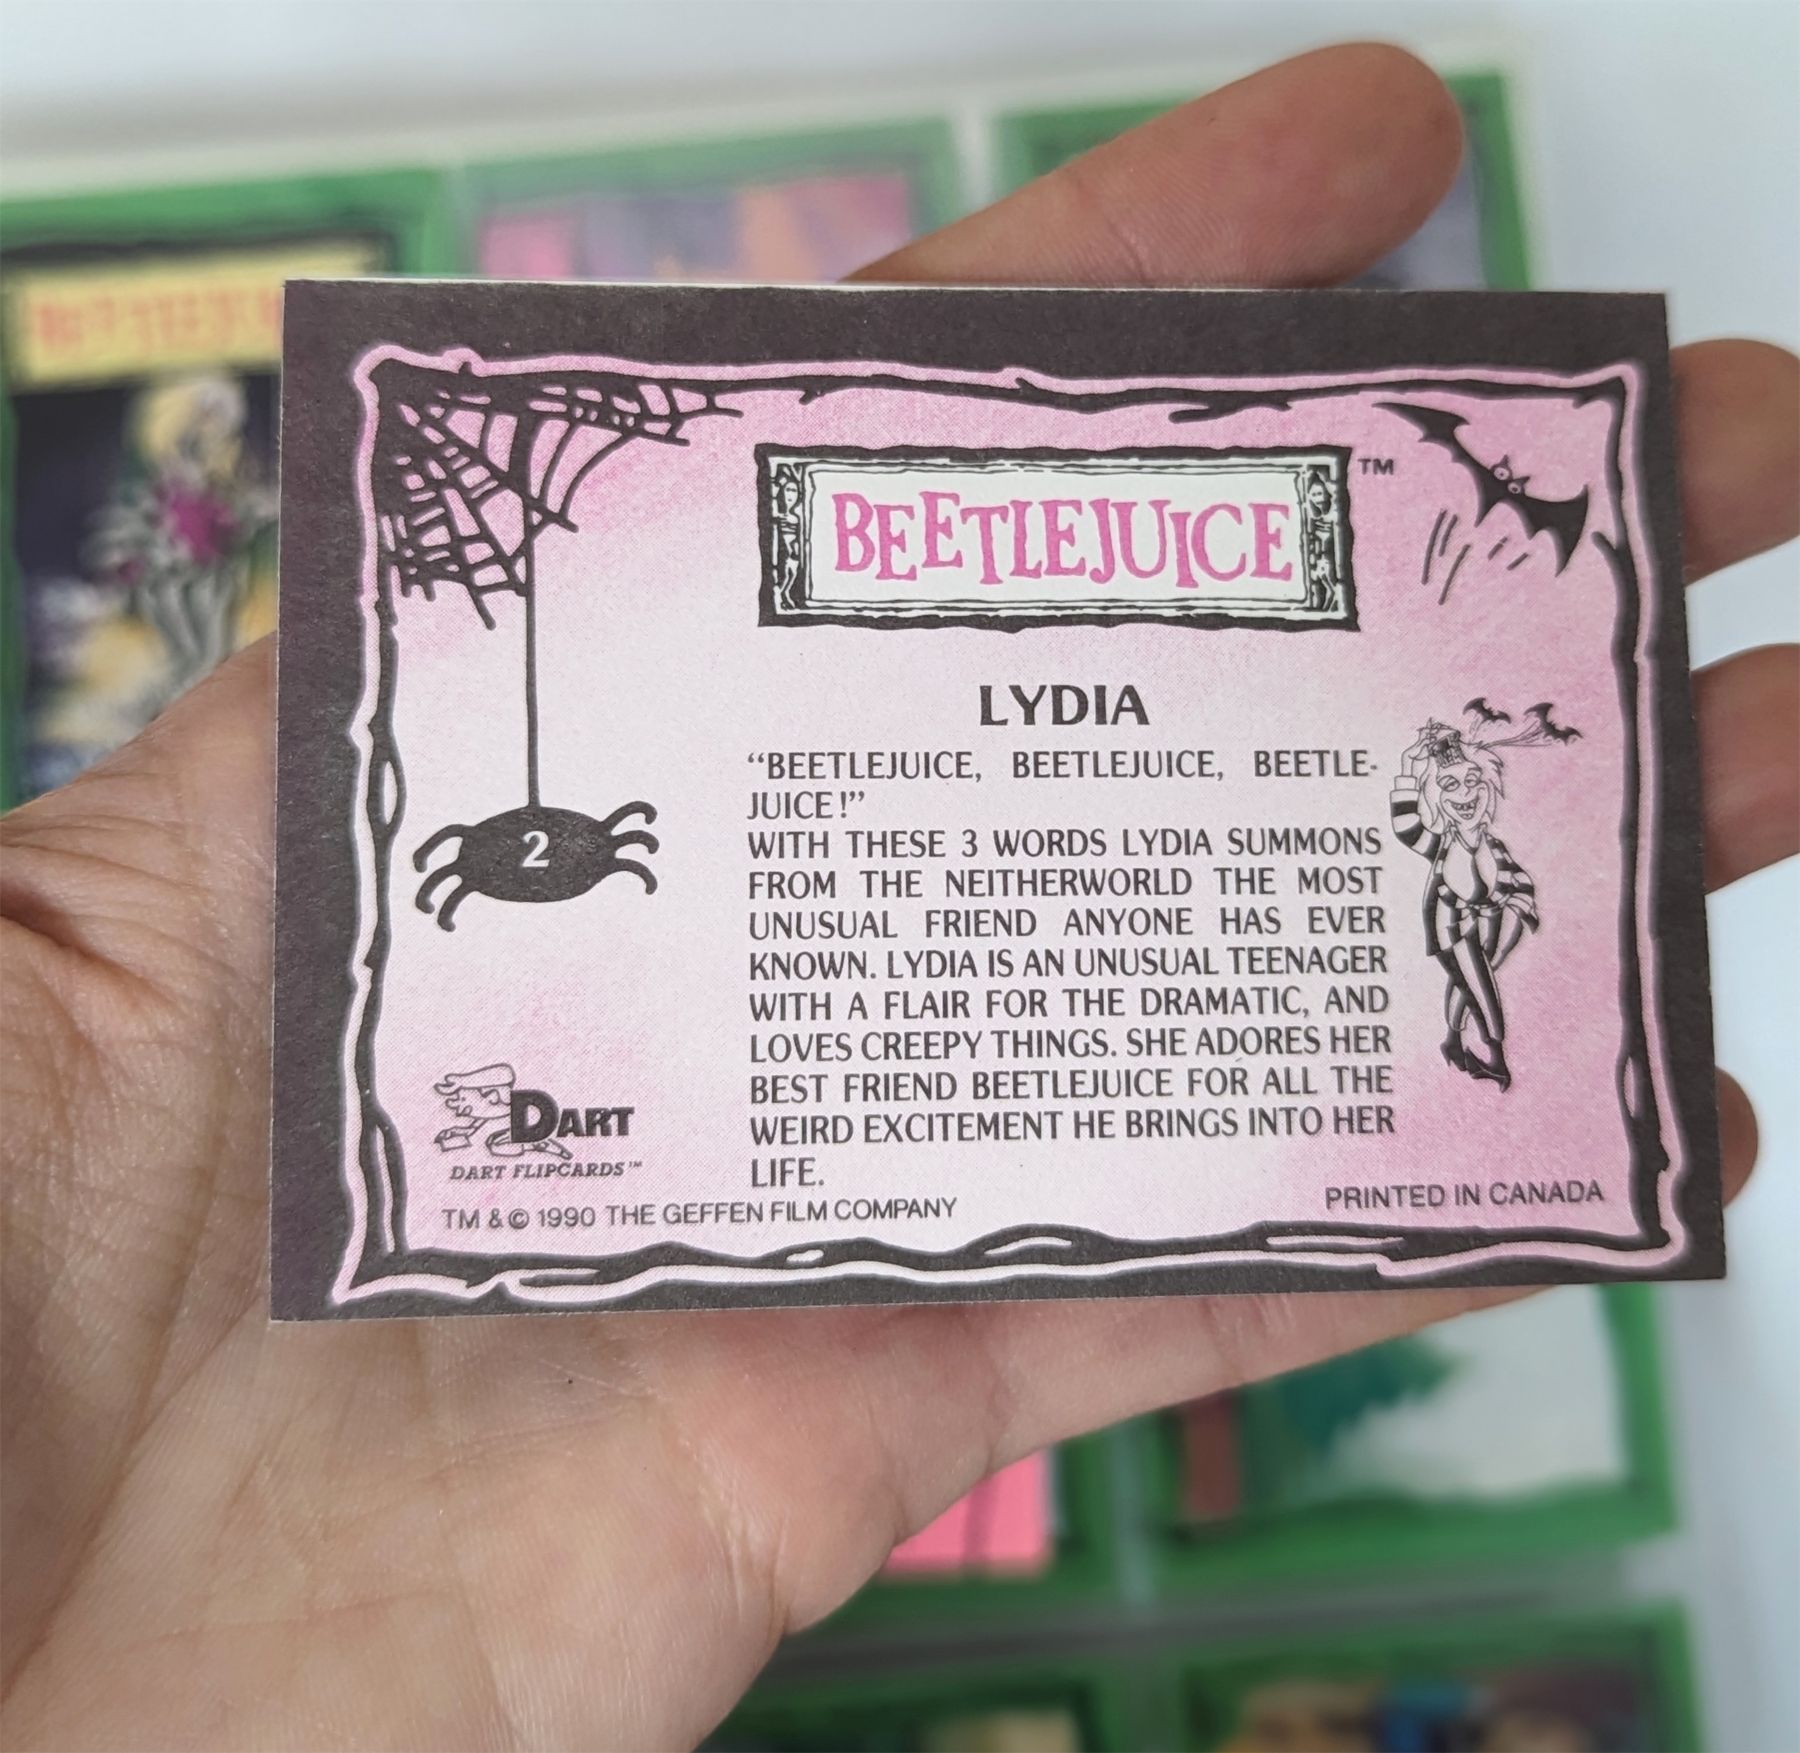 BEETLEJUICE TM
LYDIA
“BEETLEJUICE, BEETLEJUICE, BEETLE-
JUICE!”
WITH THESE 3 WORDS LYDIA SUMMONS
FROM THE NEITHERWORLD THE MOST
UNUSUAL FRIEND ANYONE HAS EVER
KNOWN. LYDIA IS AN UNUSUAL TEENAGER
WITH A FLAIR FOR THE DRAMATIC, AND
LOVES CREEPY THINGS. SHE ADORES HER
BEST FRIEND BEETLEJUICE FOR ALL THE
WEIRD EXCITEMENT HE BRINGS INTO HER
LIFE.
2
DART
DART FLIPCARDS™
TM & © 1990 THE GEFFEN FILM COMPANY
PRINTED IN CANADA